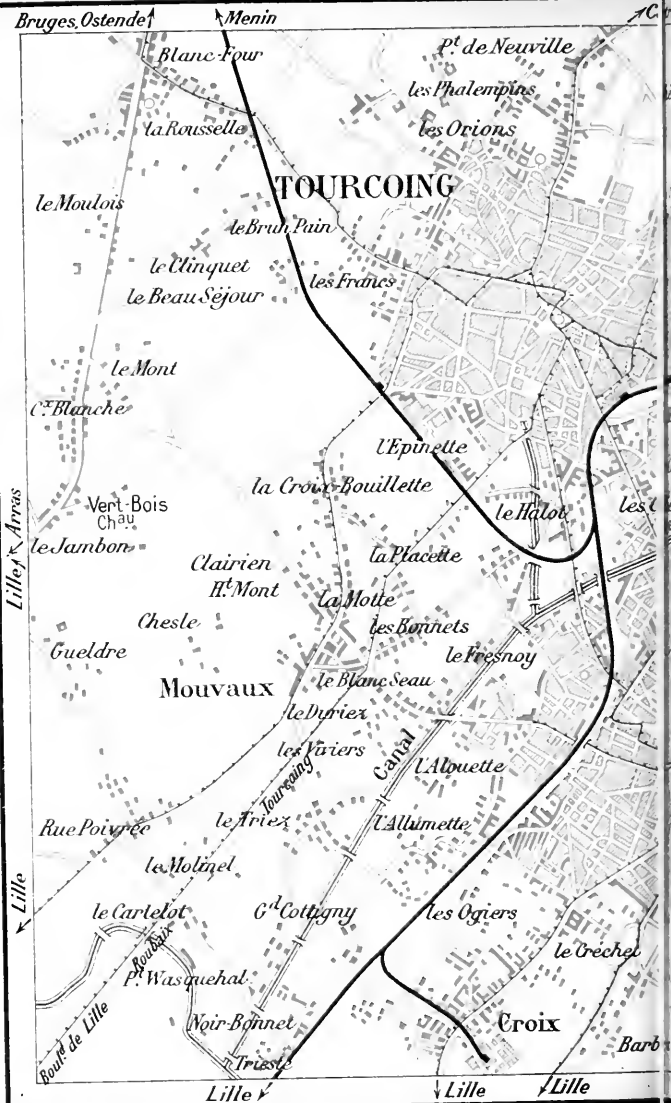 Bruges, Ostende
Menin
C.
Blanc-Four
Pt. de Neuville
les Phalempins
la Rousselle
les Orions
TOURCOING
le Moulois
le Brun Pain
le Clinquet
les Francs
le Beau Séjour
le Mont
Cx. Blanche
l'Epinette
la Croix-Bouillette
Vert-Bois
Chau
le Halot
les
Lille, Arras
le Jambon
Clairien
la Placette
Ht. Mont
la Motte
Chesle
les Bonnets
Gueldre
le Fresnoy
Mouvaux
le Blanc Seau
le Duriez
les Viviers
Canal
l'Alouette
Tourcoing
Rue Poivrée
le Triez
l'Allumette
le Molinel
Lille
le Carlelot
Gd. Cottigny
les Ogiers
Roubaix
le Crechet
Pt. Wasquehal
Noir-Bonnet
Croix
Bould. de Lille
Trieste
Barb
Lille
Lille
Lille